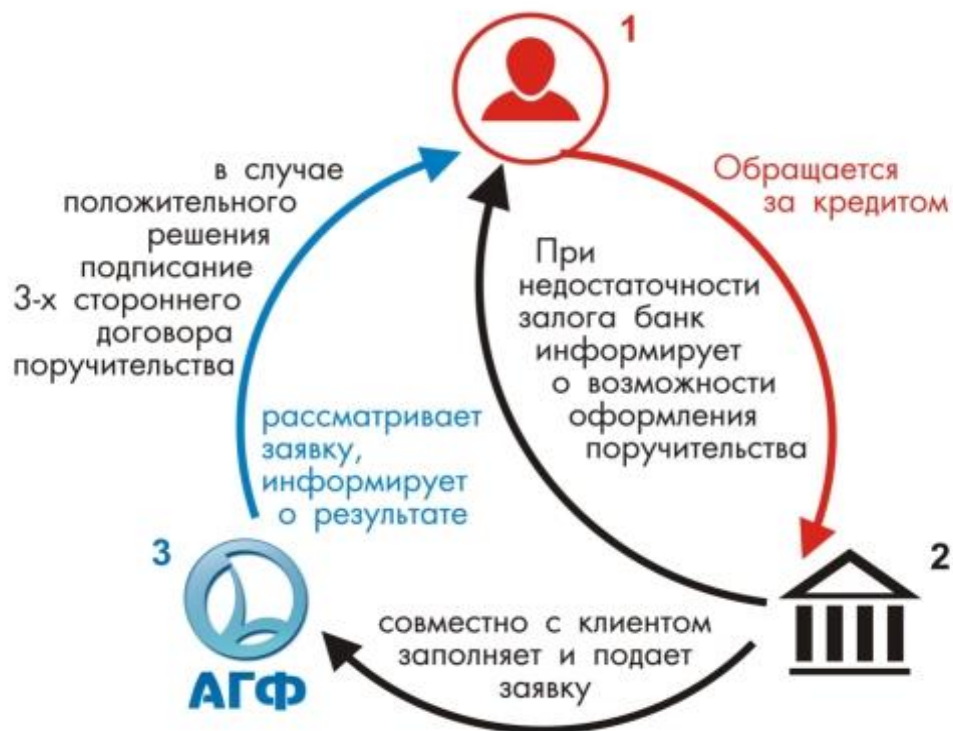 1
Обращается
за кредитом
При
недостаточности
залога банк
информирует
о возможности
оформления
поручительства
2
совместно с клиентом
заполняет и подает
заявку
3
АГФ
рассматривает
заявку,
информирует
о результате
в случае
положительного
решения
подписание
3-х стороннего
договора
поручительства